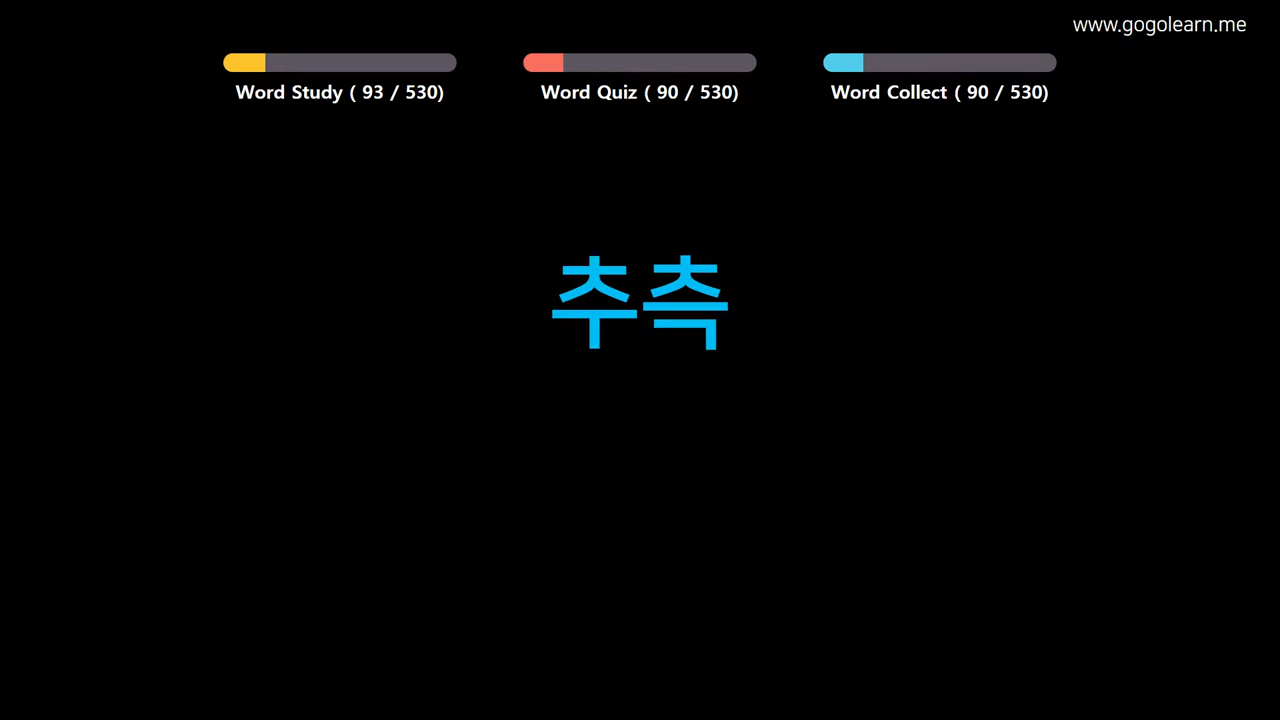 www.gogolearn.me
Word Study ( 93 / 530)
Word Quiz ( 90 / 530)
Word Collect ( 90 / 530)
추측